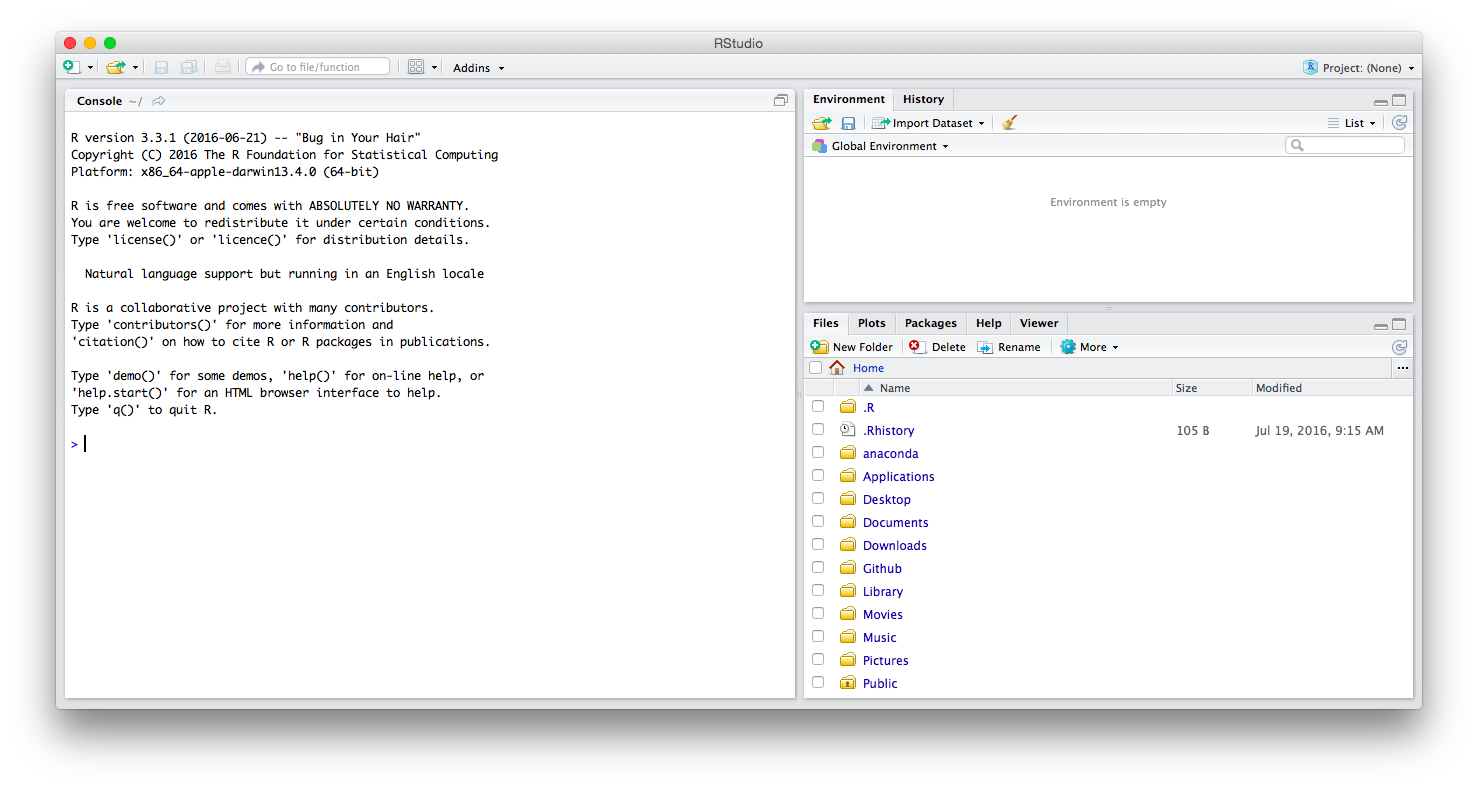 RStudio
Go to file/function
Addins
Project: (None)
Console ~/
R version 3.3.1 (2016-06-21) -- "Bug in Your Hair"
Copyright (C) 2016 The R Foundation for Statistical Computing
Platform: x86_64-apple-darwin13.4.0 (64-bit)
R is free software and comes with ABSOLUTELY NO WARRANTY.
You are welcome to redistribute it under certain conditions.
Type 'license()' or 'licence()' for distribution details.
Natural language support but running in an English locale
R is a collaborative project with many contributors.
Type 'contributors()' for more information and
'citation()' on how to cite R or R packages in publications.
Type 'demo()' for some demos, 'help()' for on-line help, or
'help.start()' for an HTML browser interface to help.
Type 'q()' to quit R.
>
Environment History
Import Dataset List
Global Environment
Environment is empty
Files Plots Packages Help Viewer
New Folder Delete Rename More
Home ...
Name Size Modified
.R
.Rhistory 105 B Jul 19, 2016, 9:15 AM
anaconda
Applications
Desktop
Documents
Downloads
Github
Library
Movies
Music
Pictures
Public